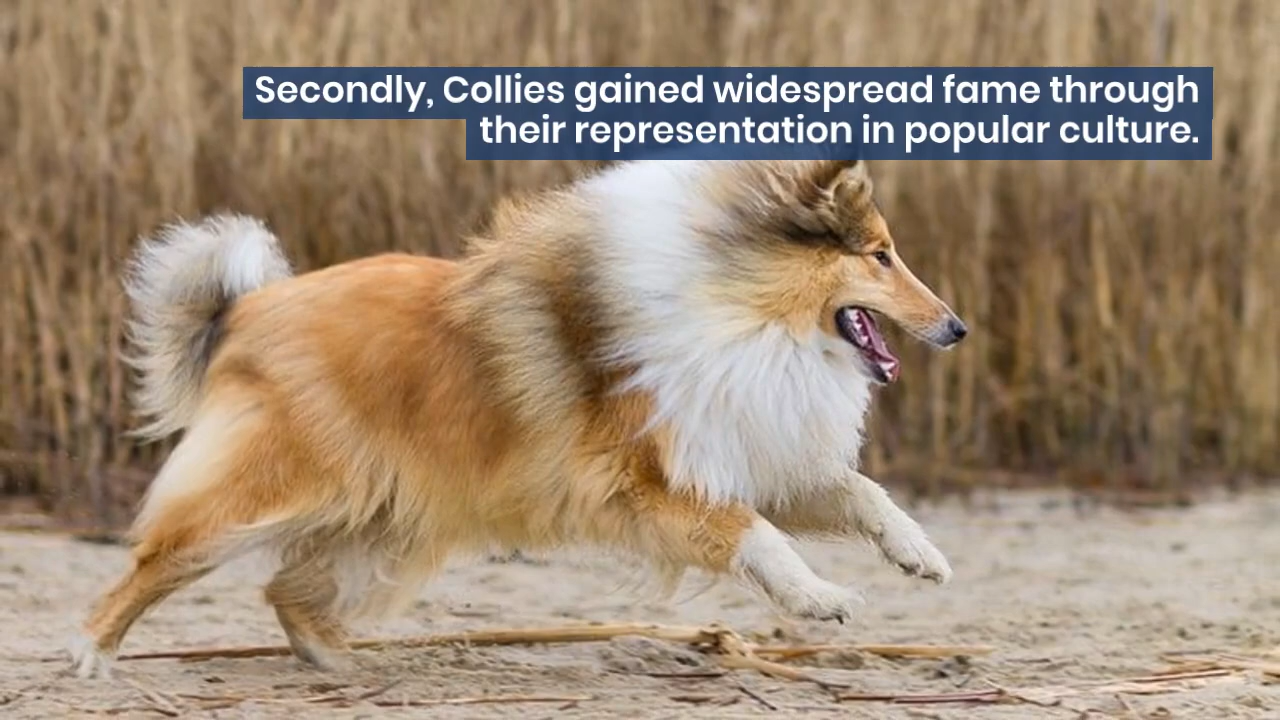 Secondly, Collies gained widespread fame through
their representation in popular culture.